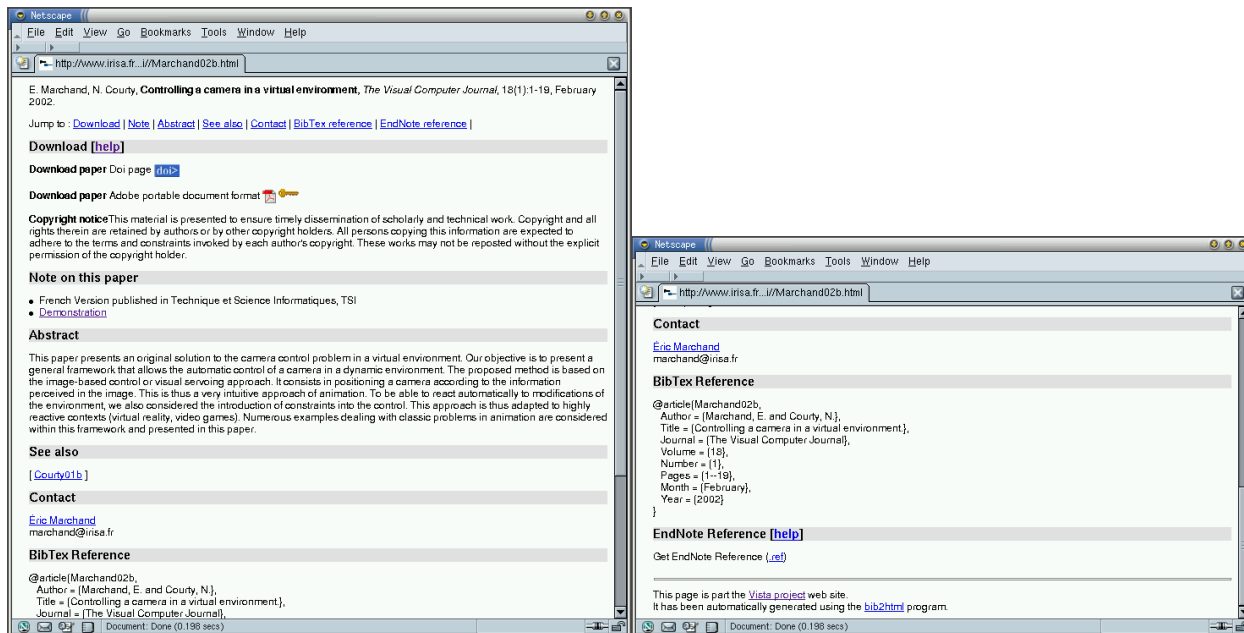 Netscape
File Edit View Go Bookmarks Tools Window Help
http://www.irisa.fr...i//Marchand02b.html
E. Marchand, N. Courty, Controlling a camera in a virtual environment, The Visual Computer Journal, 18(1):1-19, February
2002.
Jump to : Download | Note | Abstract | See also | Contact | BibTex reference | EndNote reference |
Download [help]
Download paper Doi page doi>
Download paper Adobe portable document format
Copyright noticeThis material is presented to ensure timely dissemination of scholarly and technical work. Copyright and all
rights therein are retained by authors or by other copyright holders. All persons copying this information are expected to
adhere to the terms and constraints invoked by each author's copyright. These works may not be reposted without the explicit
permission of the copyright holder.
Note on this paper
French Version published in Technique et Science Informatiques, TSI
Demonstration
Abstract
This paper presents an original solution to the camera control problem in a virtual environment. Our objective is to present a
general framework that allows the automatic control of a camera in a dynamic environment. The proposed method is based on
the image-based control or visual servoing approach. It consists in positioning a camera according to the information
perceived in the image. This is thus a very intuitive approach of animation. To be able to react automatically to modifications of
the environment, we also considered the introduction of constraints into the control. This approach is thus adapted to highly
reactive contexts (virtual reality, video games). Numerous examples dealing with classic problems in animation are considered
within this framework and presented in this paper.
See also
[ Courty01b ]
Contact
Éric Marchand
marchand@irisa.fr
BibTex Reference
@article{Marchand02b,
Author = {Marchand, E. and Courty, N.},
Title = {Controlling a camera in a virtual environment.},
Journal = {The Visual Computer Journal},
Document: Done (0.198 secs)
Netscape
File Edit View Go Bookmarks Tools Window Help
http://www.irisa.fr...i//Marchand02b.html
Contact
Éric Marchand
marchand@irisa.fr
BibTex Reference
@article{Marchand02b,
Author = {Marchand, E. and Courty, N.},
Title = {Controlling a camera in a virtual environment.},
Journal = {The Visual Computer Journal},
Volume = {18},
Number = {1},
Pages = {1--19},
Month = {February},
Year = {2002}
}
EndNote Reference [help]
Get EndNote Reference (.ref)
This page is part the Vista project web site.
It has been automatically generated using the bib2html program.
Document: Done (0.198 secs)